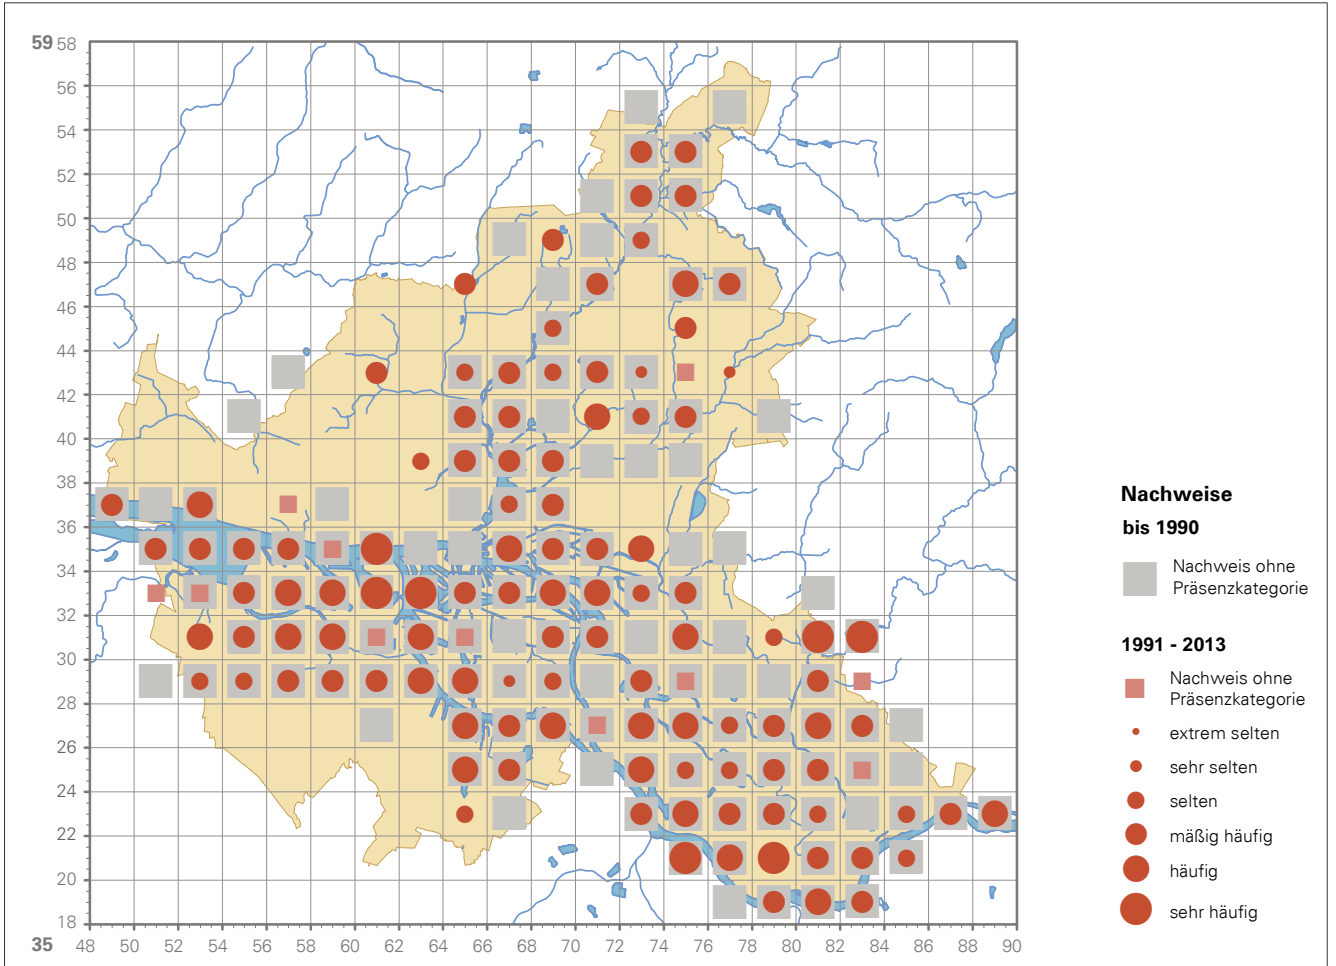 59 58
56
54
52
50
48
46
44
42
40
38
36
34
32
30
28
26
24
22
20
18
35
48 50 52 54 56 58 60 62 64 66 68 70 72 74 76 78 80 82 84 86 88 90
Nachweise
bis 1990
Nachweis ohne
Präsenzkategorie
1991 - 2013
Nachweis ohne
Präsenzkategorie
extrem selten
sehr selten
selten
mäßig häufig
häufig
sehr häufig